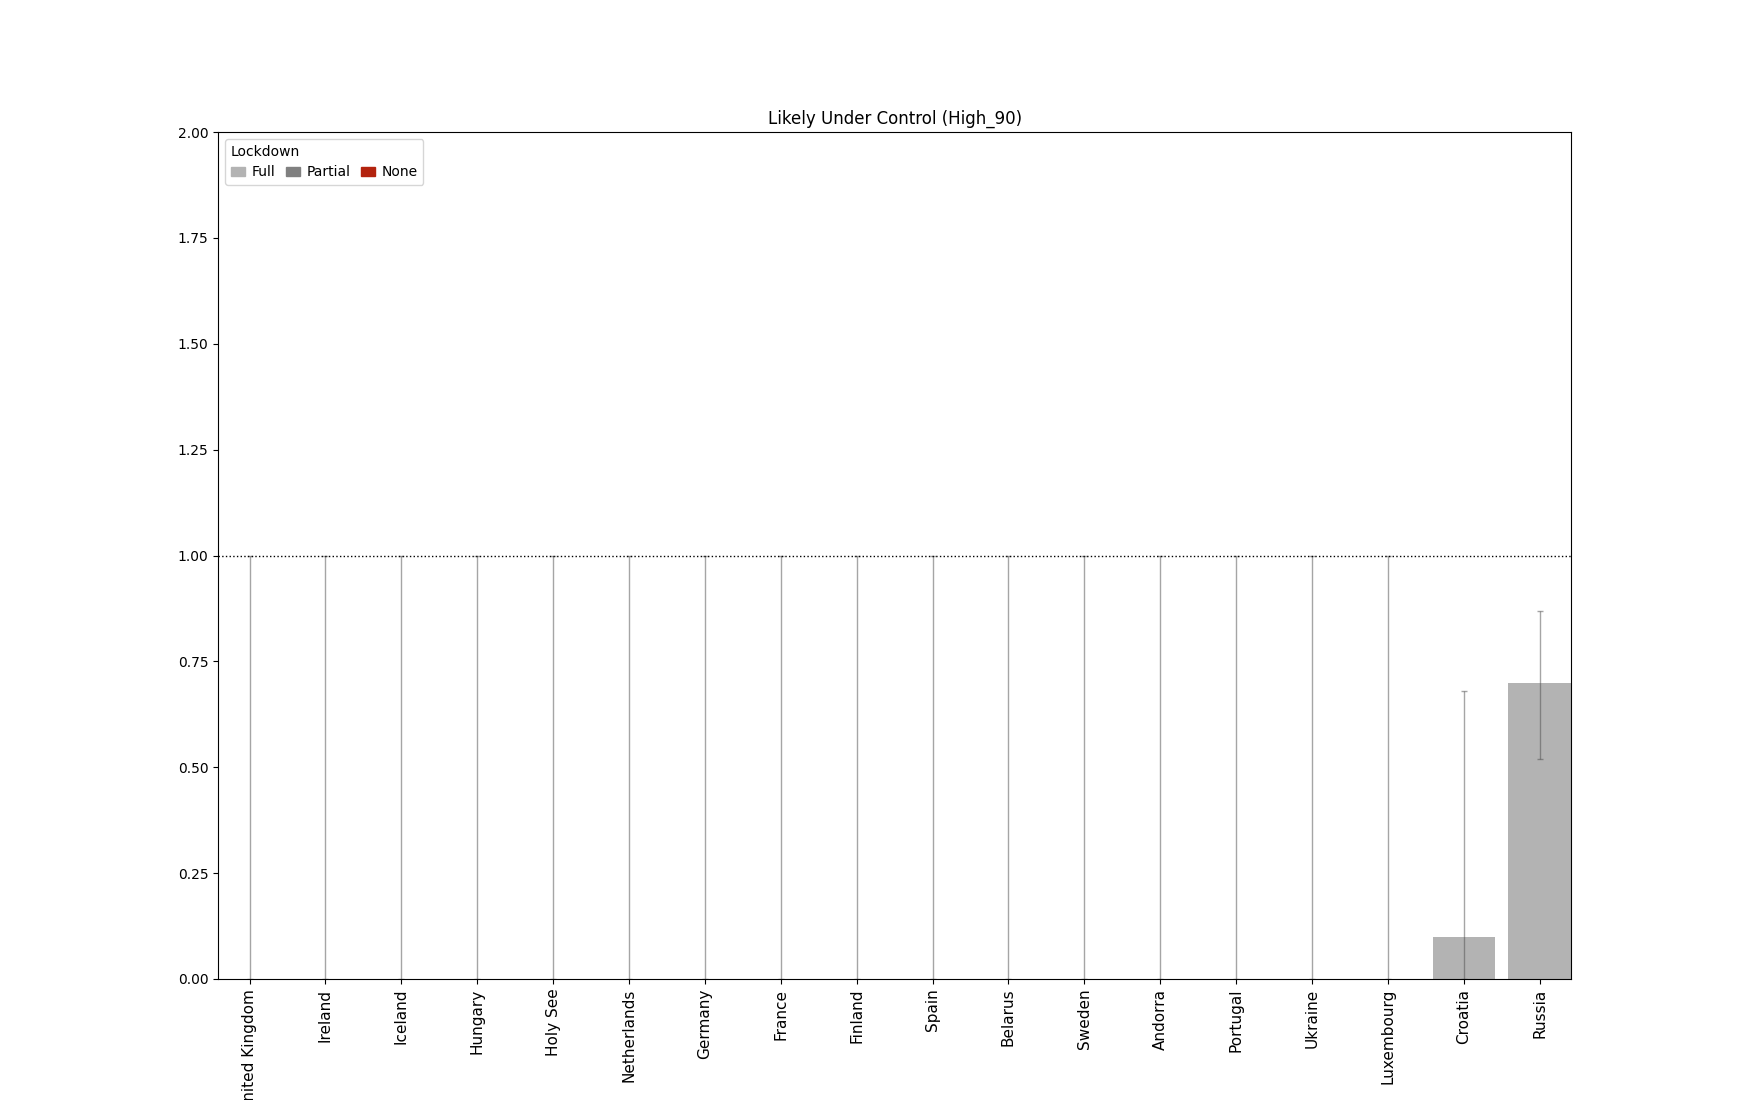 Likely Under Control (High_90)
2.00
Lockdown
Full Partial None
1.75
1.50
1.25
1.00
0.75
0.50
0.25
0.00
nited Kingdom
Ireland
Iceland
Hungary
Holy See
Netherlands
Germany
France
Finland
Spain
Belarus
Sweden
Andorra
Portugal
Ukraine
Luxembourg
Croatia
Russia